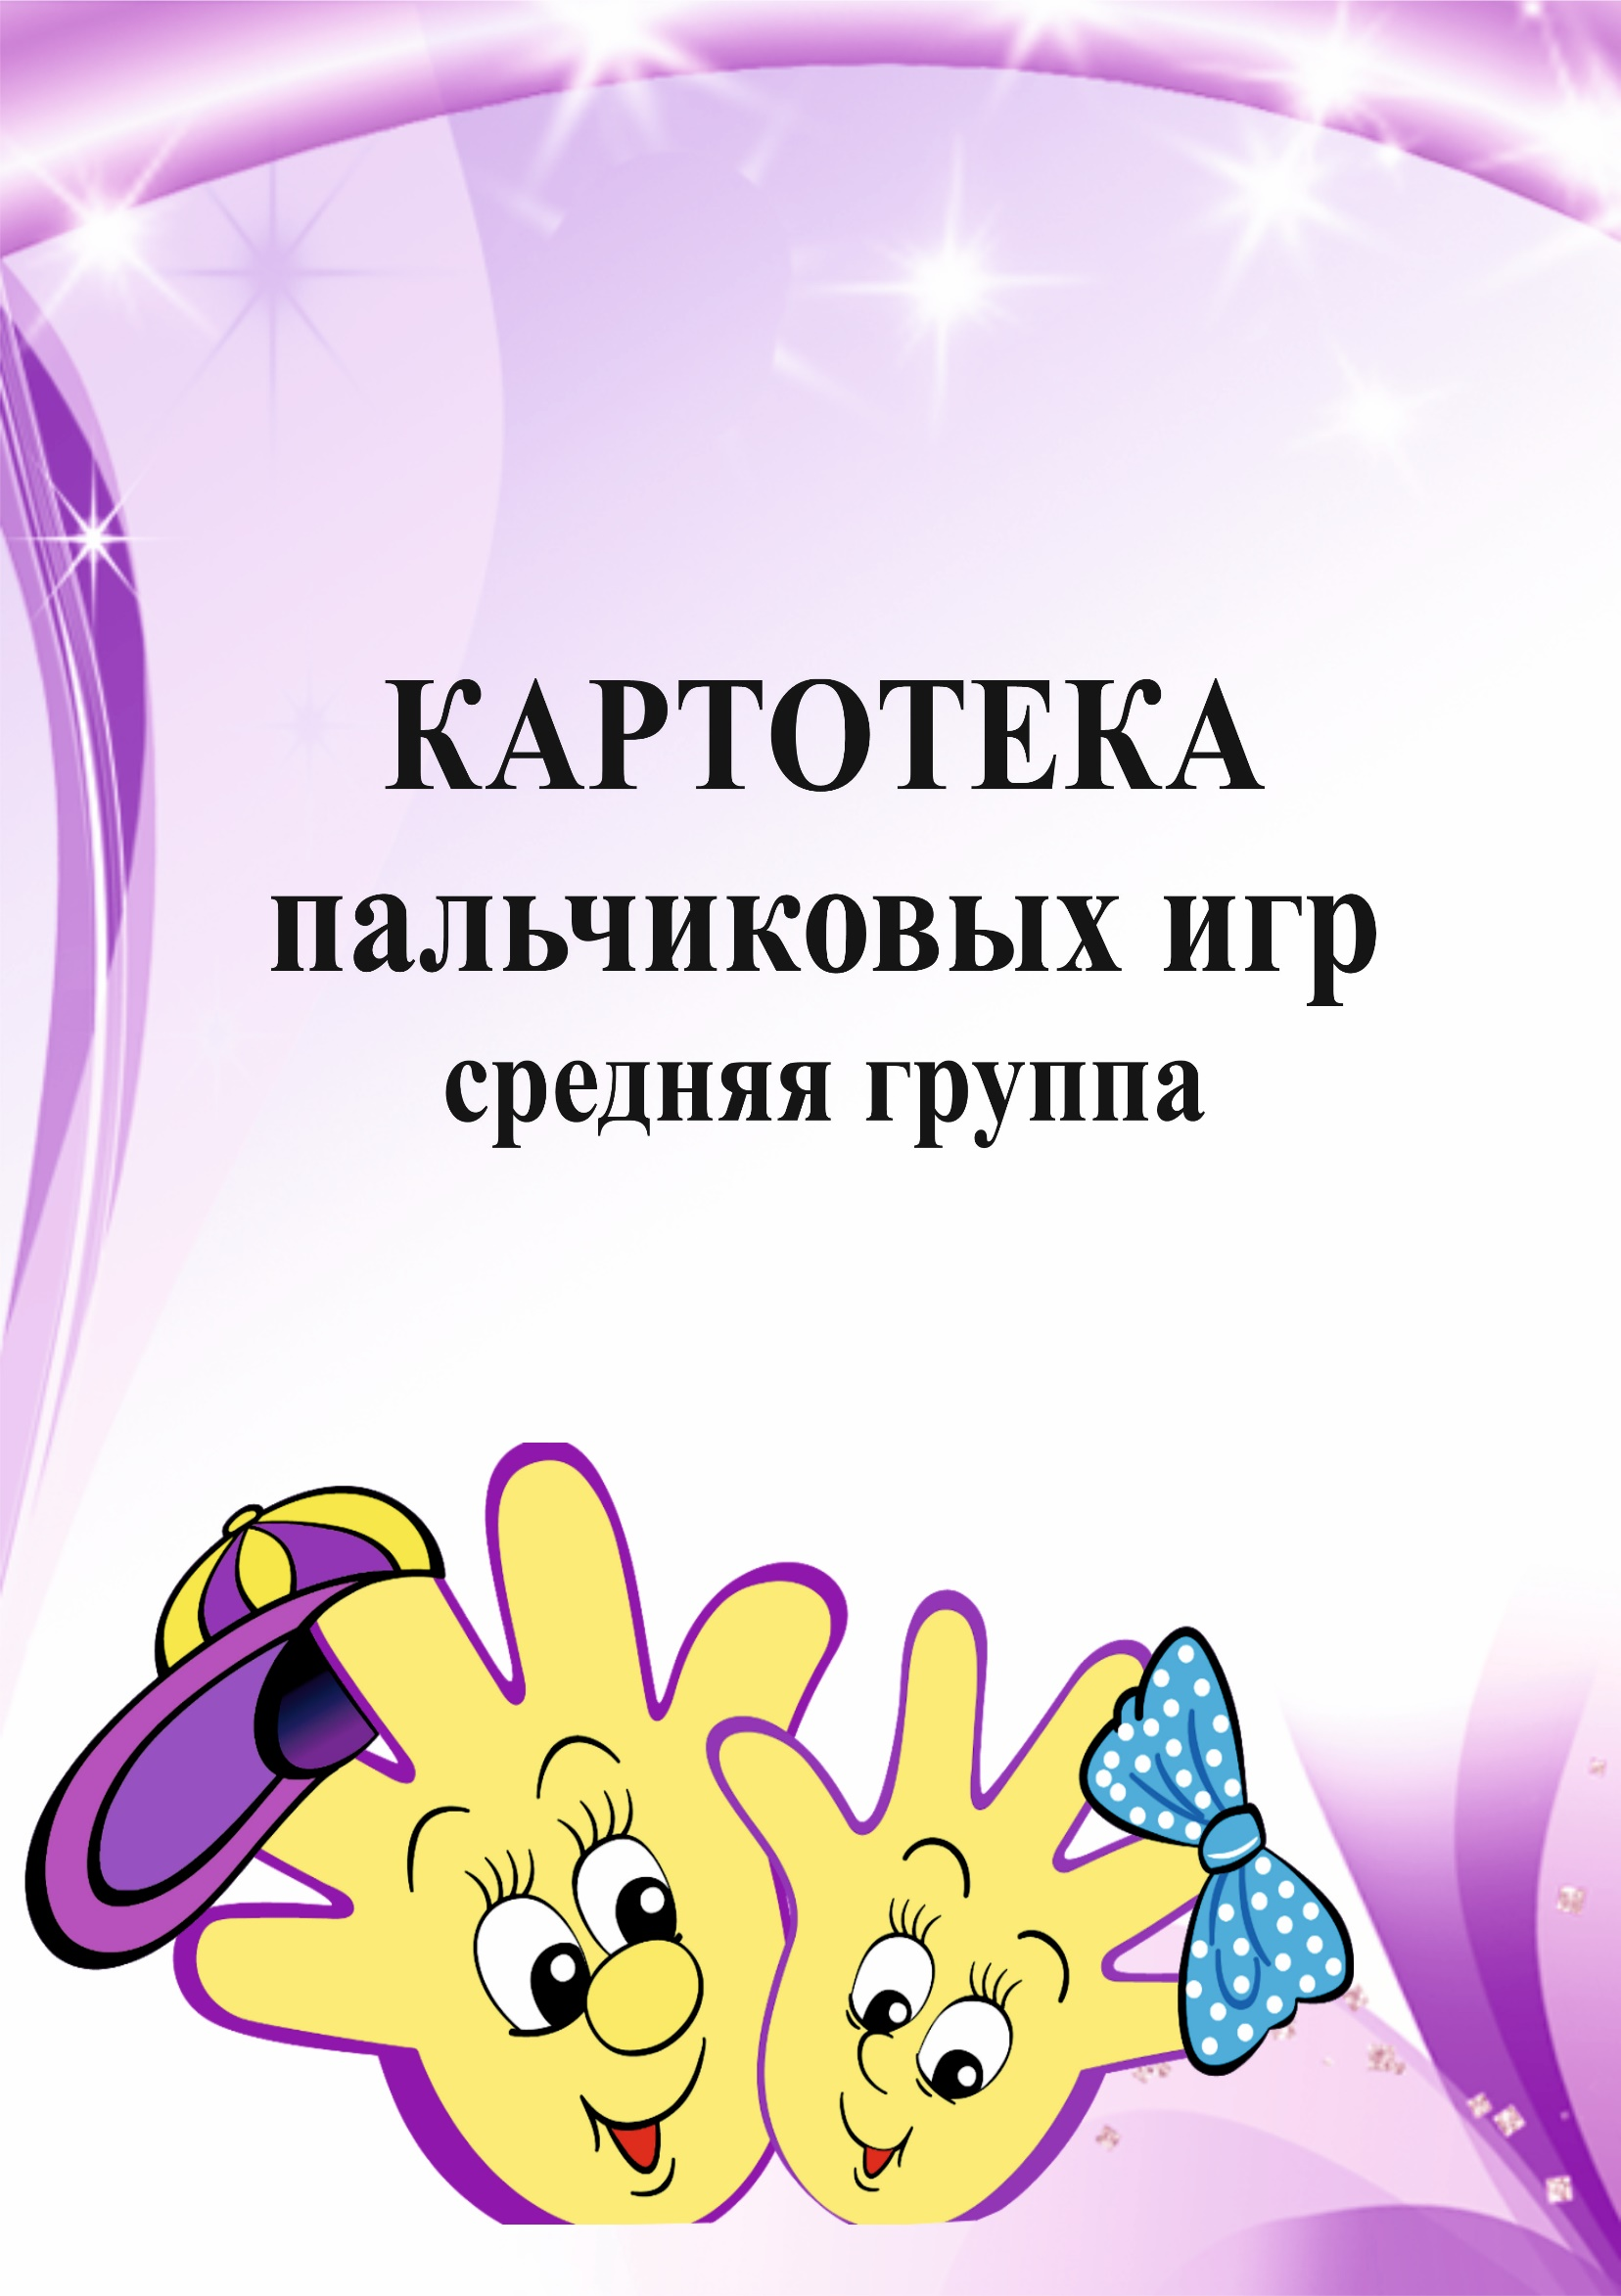 КАРТОТЕКА
пальчиковых игр
средняя группа